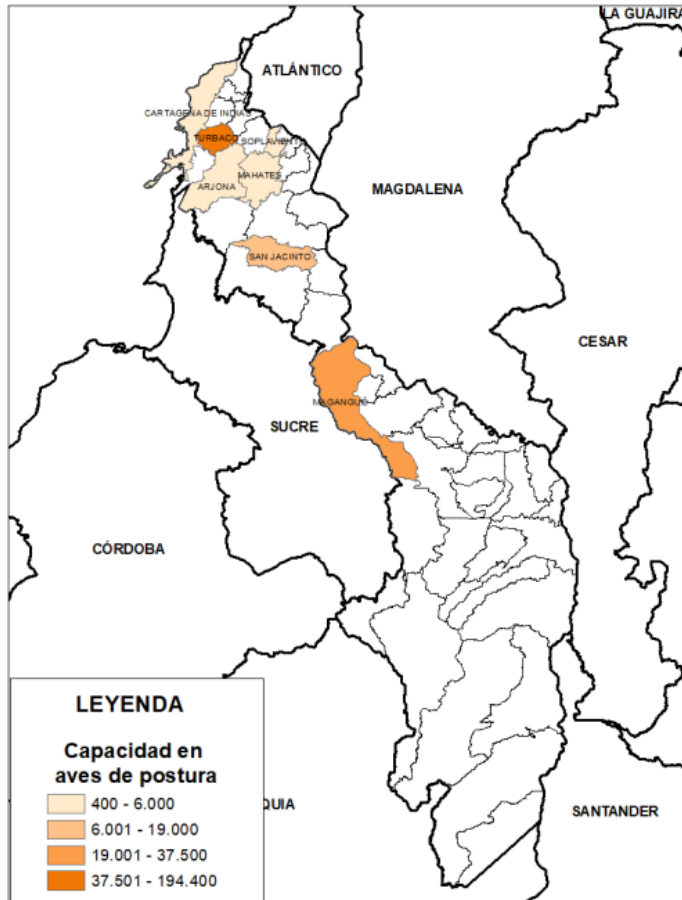 LA GUAJIRA
ATLÁNTICO
CARTAGENA DE INDIAS
TURBACO
SOPLAVIENTO
MAHATES
ARJONA
MAGDALENA
SAN JACINTO
CESAR
MAGANGUÉ
SUCRE
CÓRDOBA
LEYENDA
Capacidad en
aves de postura
400 - 6.000
6.001 - 19.000
19.001 - 37.500
37.501 - 194.400
QUIA
SANTANDER